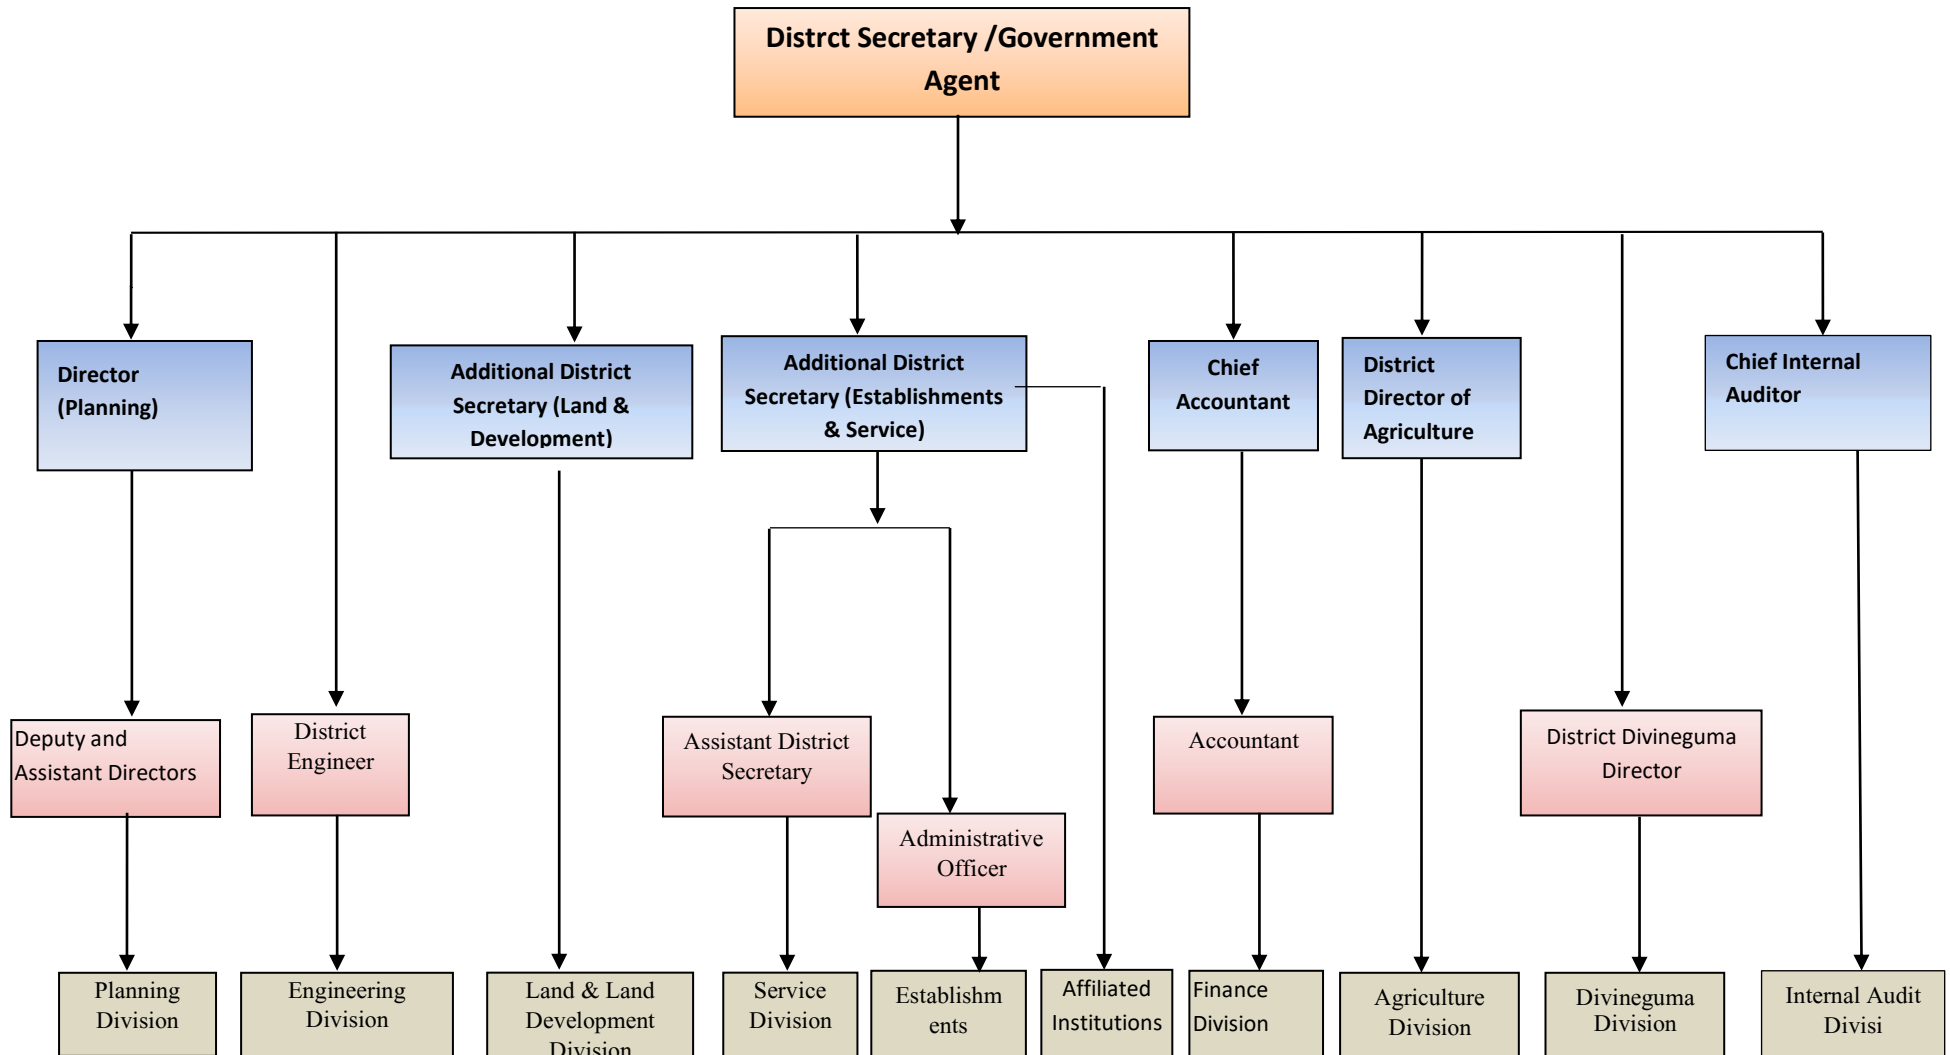 Distrct Secretary /Government
Agent
Director
(Planning)
Additional District
Secretary (Land &
Development)
Additional District
Secretary (Establishments
& Service)
Chief
Accountant
District
Director of
Agriculture
Chief Internal
Auditor
Deputy and
Assistant Directors
District
Engineer
Assistant District
Secretary
Administrative
Officer
Accountant
District Divineguma
Director
Planning
Division
Engineering
Division
Land & Land
Development
Division
Service
Division
Establishm
ents
Affiliated
Institutions
Finance
Division
Agriculture
Division
Divineguma
Division
Internal Audit
Divisi